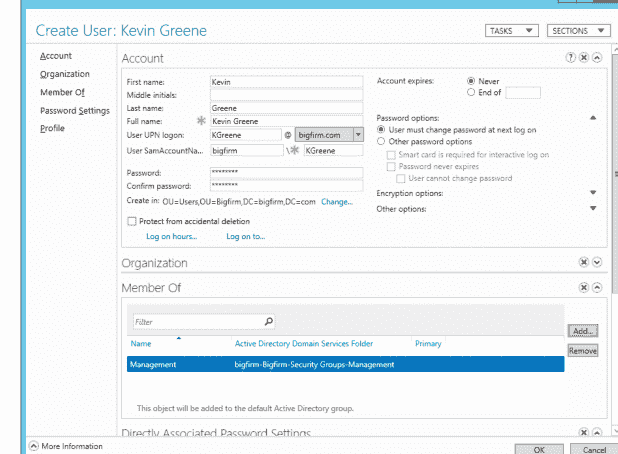 Create User: Kevin Greene
TASKS
SECTIONS
Account
Organization
Member Of
Password Settings
Profile
Account
First name: Kevin
Middle initials:
Last name: Greene
Full name: * Kevin Greene
User UPN logon: KGreene @ bigfirm.com
User SamAccountNa... bigfirm \* KGreene
Password: ********
Confirm password: ********
Create in: OU=Users,OU=Bigfirm,DC=bigfirm,DC=com Change...
Protect from accidental deletion
Log on hours... Log on to...
Account expires: Never
End of
Password options:
User must change password at next log on
Other password options
Smart card is required for interactive log on
Password never expires
User cannot change password
Encryption options:
Other options:
Organization
Member Of
Filter
Name Active Directory Domain Services Folder Primary
Management bigfirm-Bigfirm-Security Groups-Management
Add...
Remove
This object will be added to the default Active Directory group.
Directly Associated Password Settings
More Information
OK Cancel